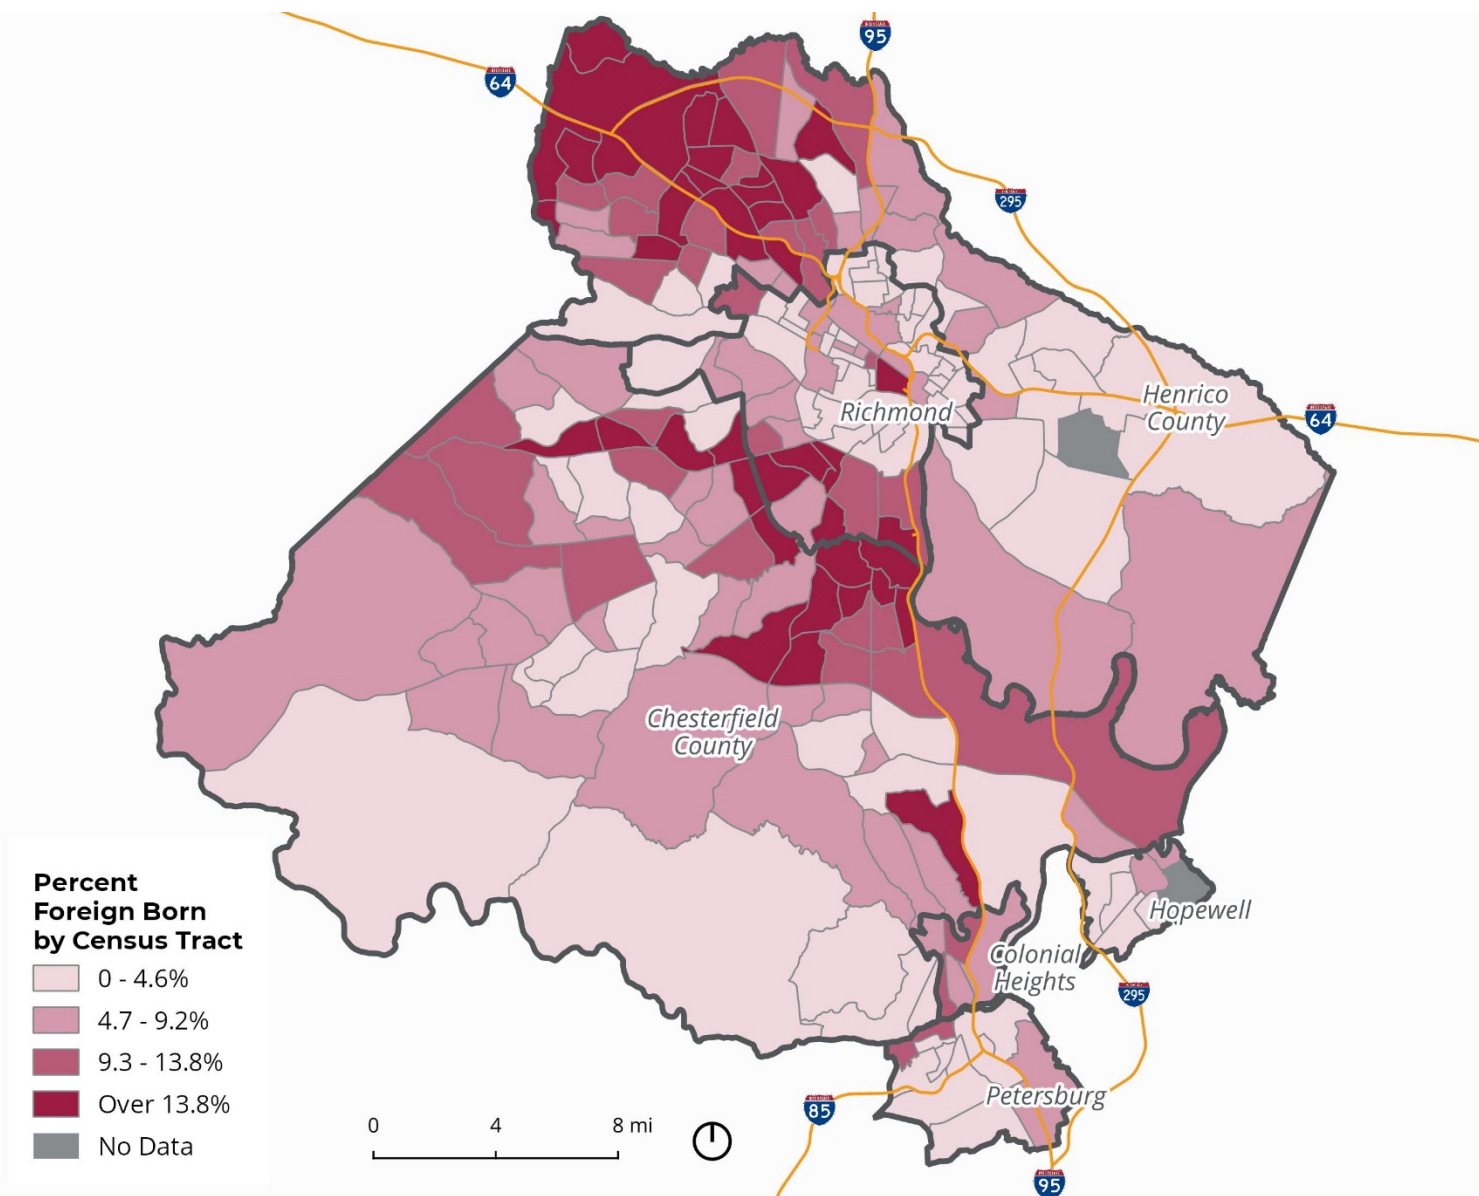 95
64
295
Henrico
County
64
Richmond
Chesterfield
County
Percent
Foreign Born
by Census Tract
0 - 4.6%
4.7 - 9.2%
9.3 - 13.8%
Over 13.8%
No Data
Hopewell
Colonial
Heights
295
Petersburg
85
0 4 8 mi
95